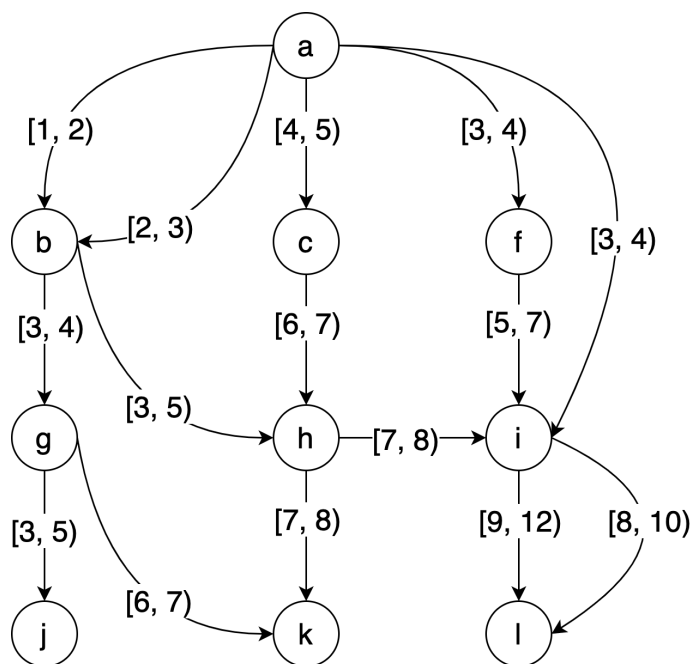 a
[1, 2)
[4, 5)
[3, 4)
[2, 3)
[3, 4)
b
c
f
[3, 4)
[6, 7)
[5, 7)
[3, 5)
g
h
[7, 8)
i
[3, 5)
[7, 8)
[9, 12)
[8, 10)
[6, 7)
j
k
l